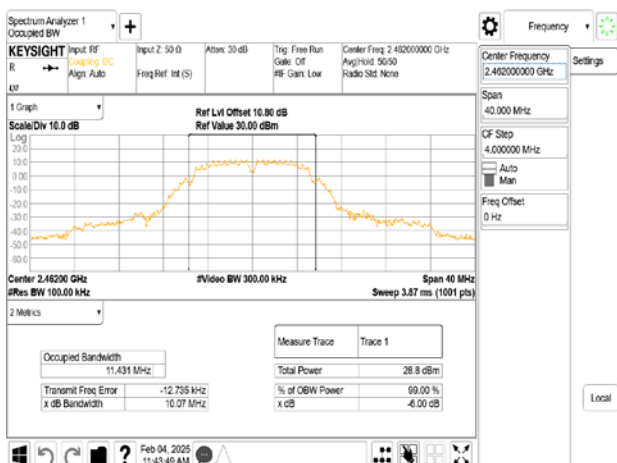 Spectrum Analyzer 1
Occupied BW
+
Frequency
KEYSIGHT Input: RF Input Z: 50 Ω Atten: 30 dB Trig: Free Run Center Freq: 2.462000000 GHz
R Coupling: DC Gate: Off Avg|Hold: 50/50
Align: Auto Freq Ref: Int (S) #IF Gain: Low Radio Std: None
LXI
Center Frequency
2.462000000 GHz
Settings
Span
40.000 MHz
CF Step
4.000000 MHz
Auto
Man
Freq Offset
0 Hz
Local
1 Graph
Ref Lvl Offset 10.80 dB
Scale/Div 10.0 dB Ref Value 30.00 dBm
Log
20.0
10.0
0.00
-10.0
-20.0
-30.0
-40.0
-50.0
-60.0
Center 2.46200 GHz #Video BW 300.00 kHz Span 40 MHz
#Res BW 100.00 kHz Sweep 3.87 ms (1001 pts)
2 Metrics
Measure Trace Trace 1
Occupied Bandwidth
11.431 MHz
Total Power 28.8 dBm
Transmit Freq Error -12.735 kHz % of OBW Power 99.00 %
x dB Bandwidth 10.07 MHz x dB -6.00 dB
?
Feb 04, 2025
11:43:49 AM